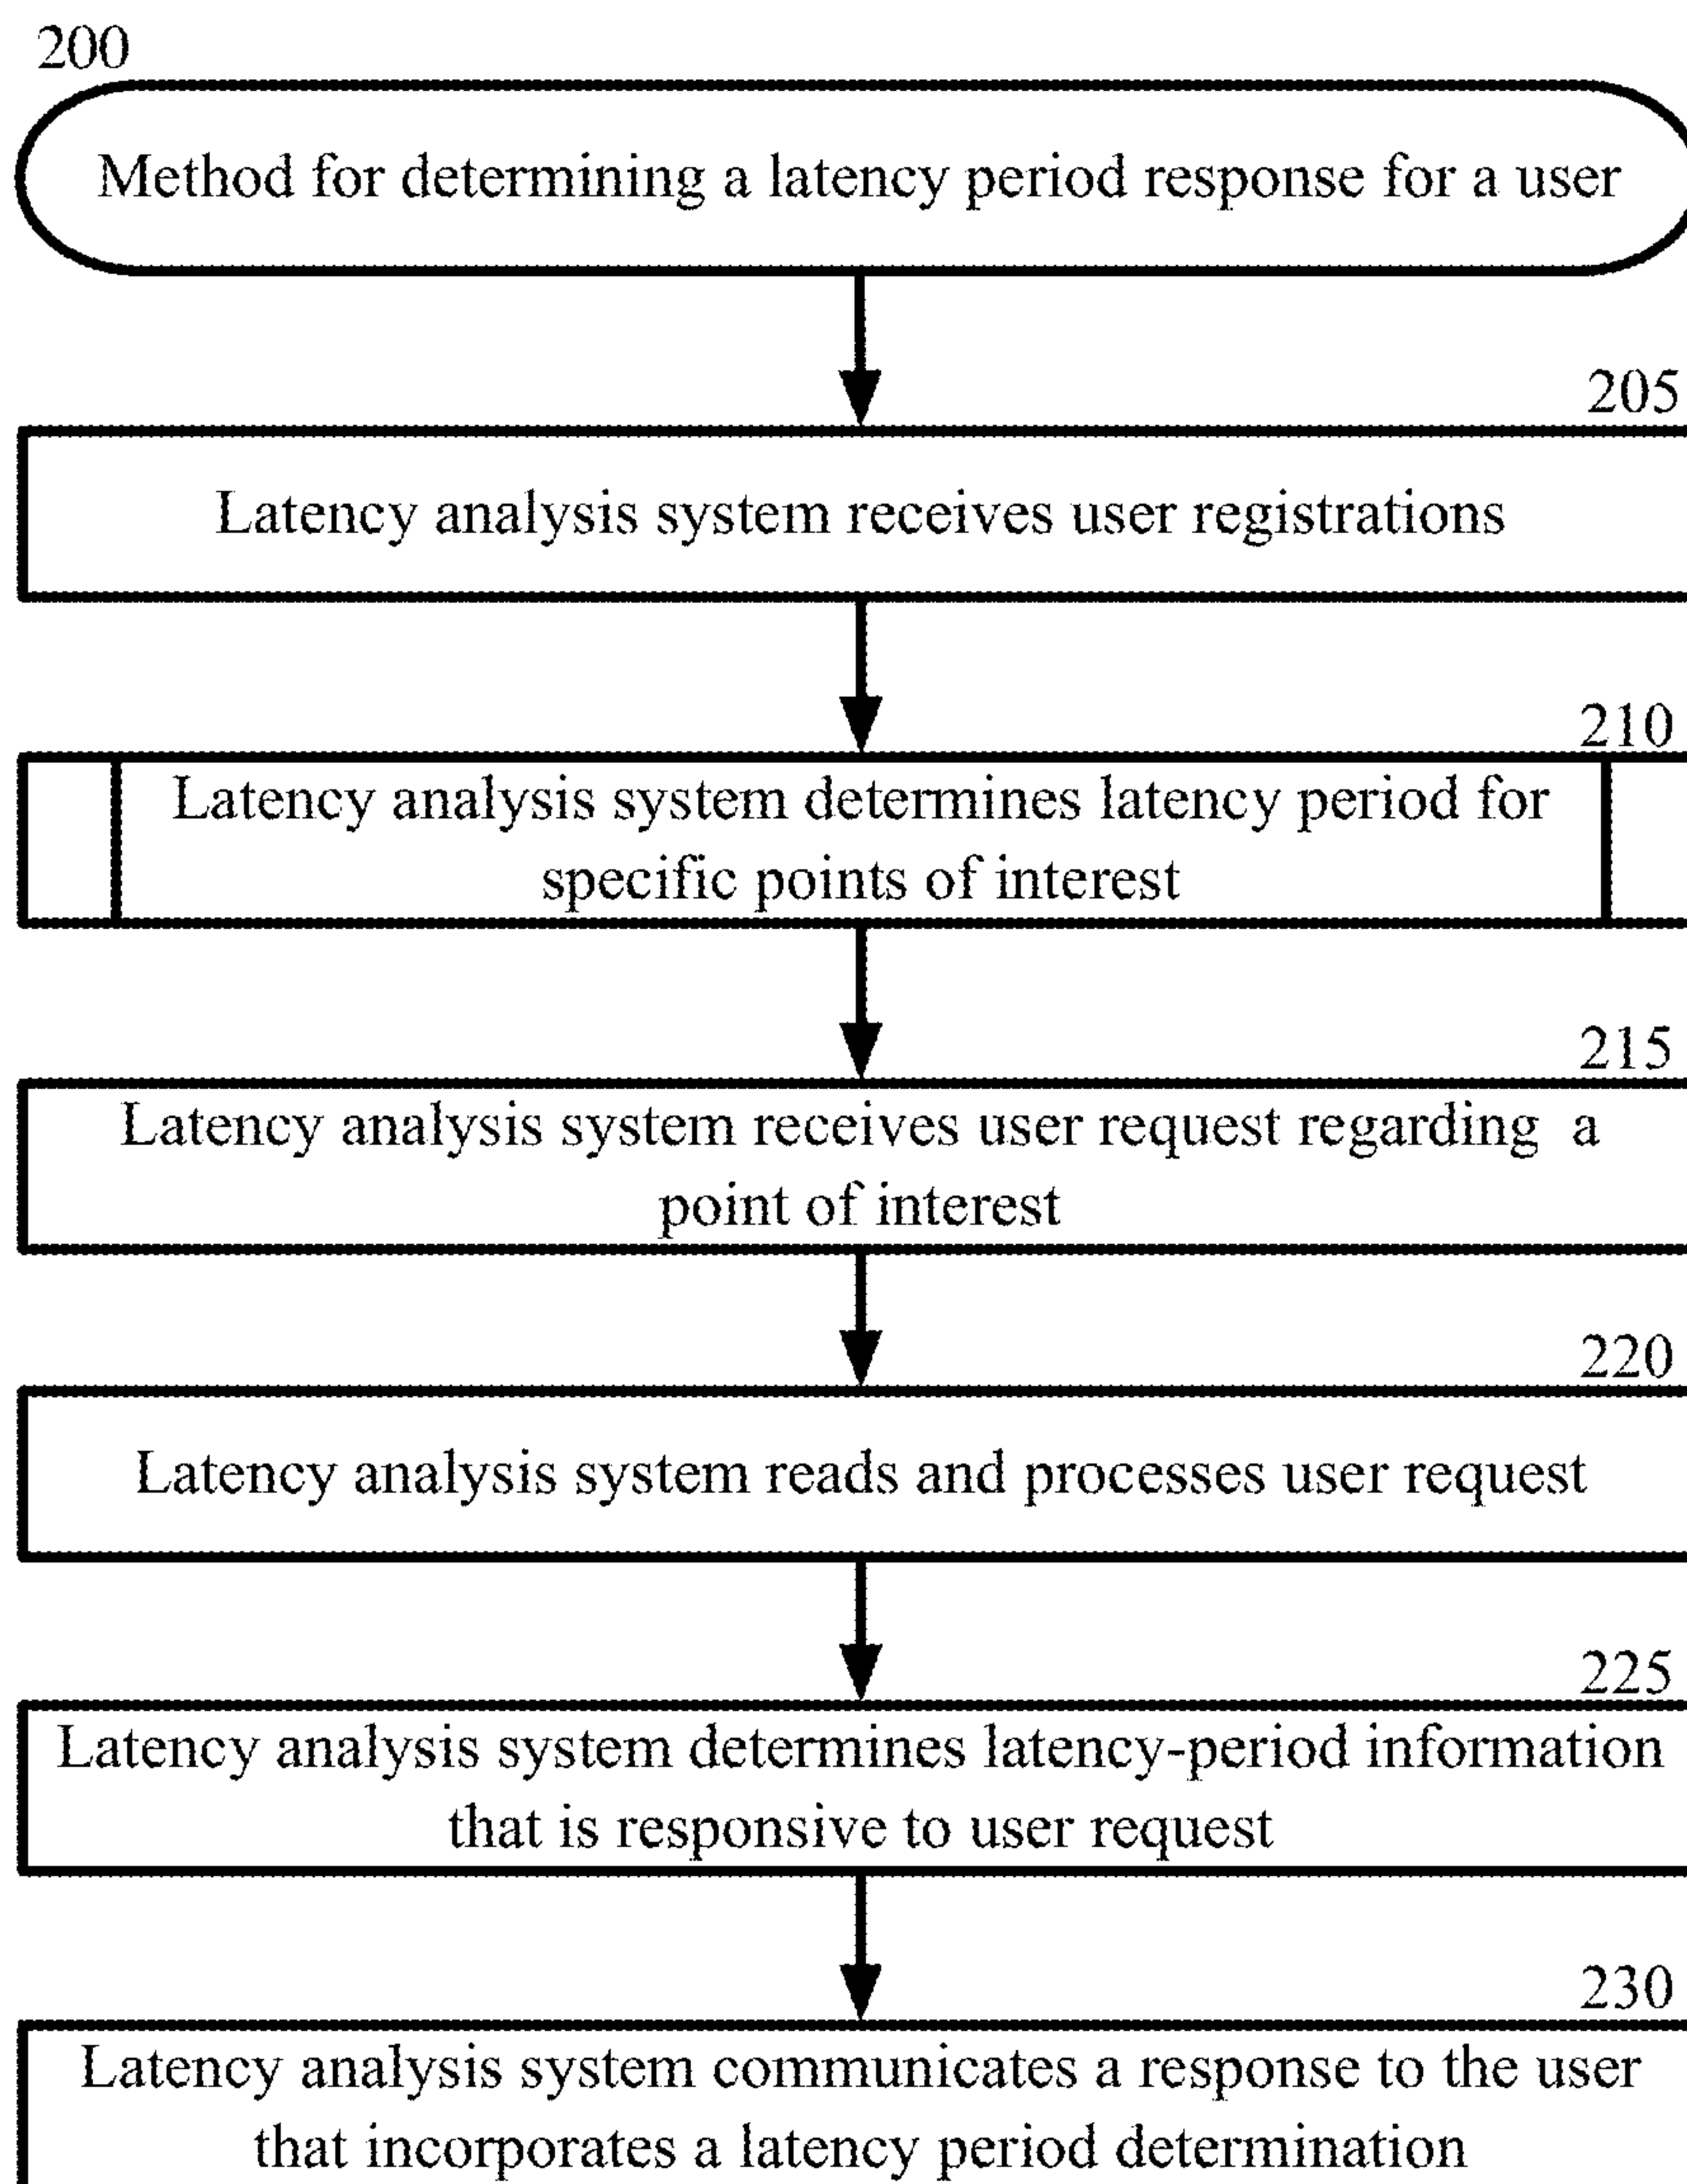 200
Method for determining a latency period response for a user
205
Latency analysis system receives user registrations
210
Latency analysis system determines latency period for
specific points of interest
215
Latency analysis system receives user request regarding a
point of interest
220
Latency analysis system reads and processes user request
225
Latency analysis system determines latency-period information
that is responsive to user request
230
Latency analysis system communicates a response to the user
that incorporates a latency period determination